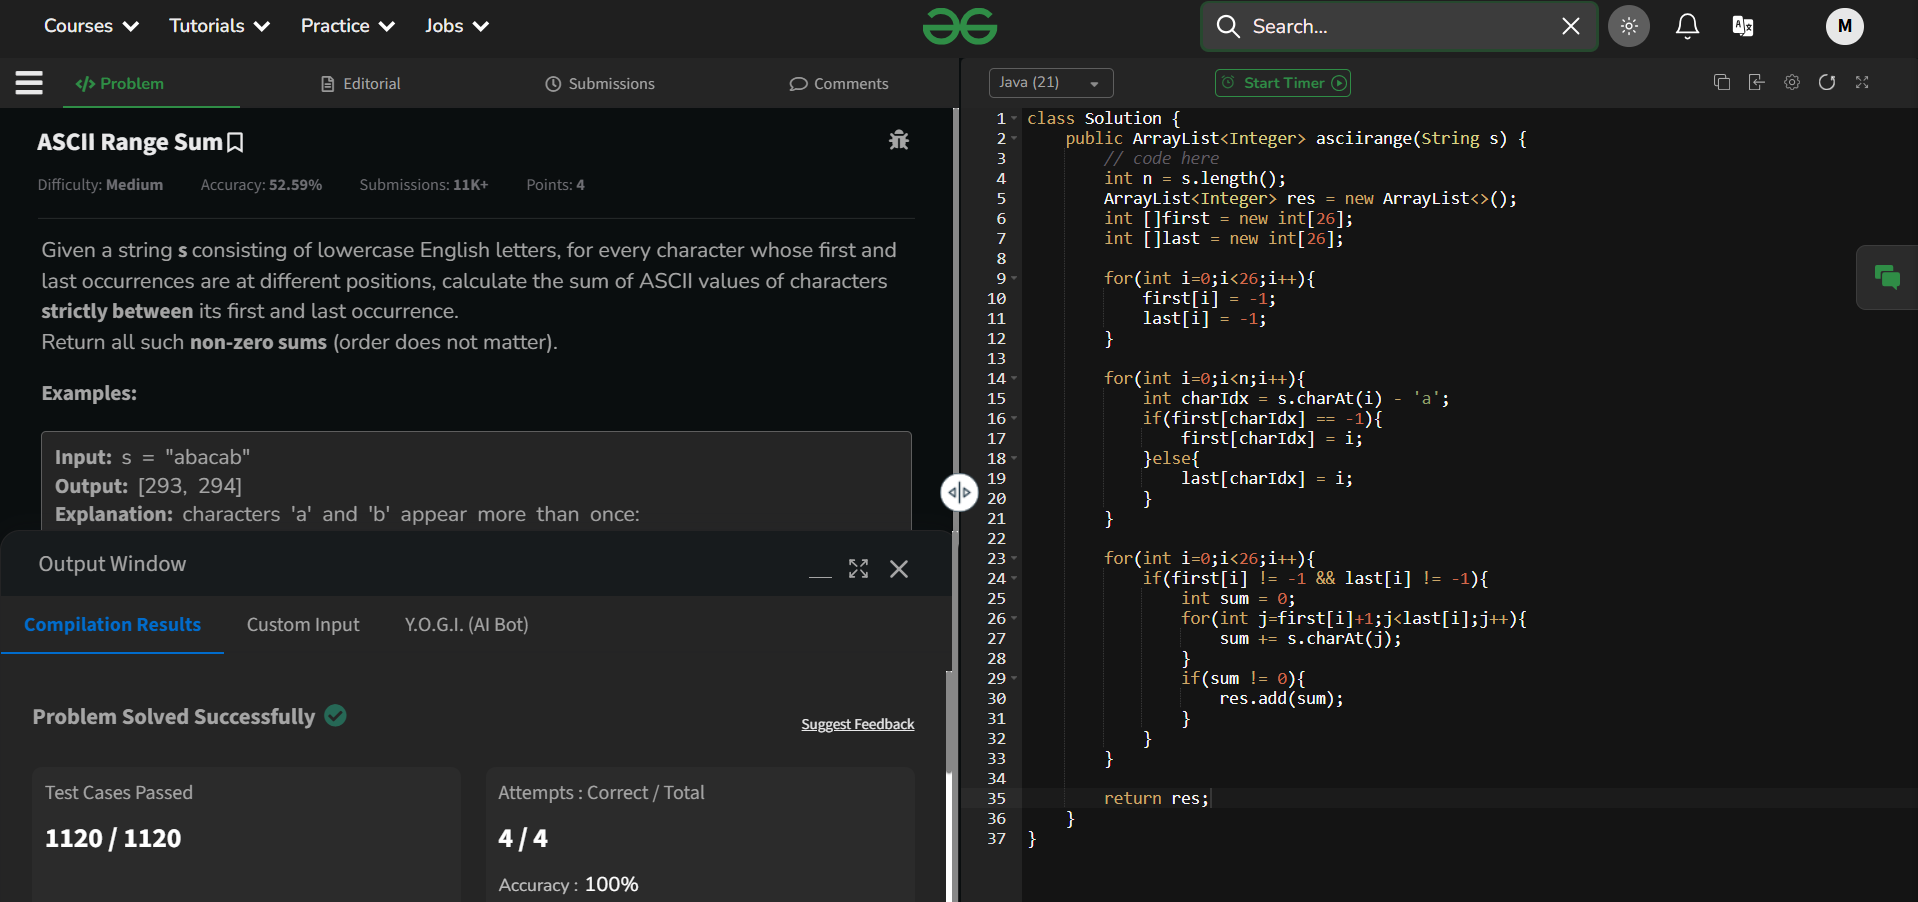 Courses Tutorials Practice Jobs Search... M
Problem Editorial Submissions Comments
Java (21) Start Timer
ASCII Range Sum
Difficulty: Medium Accuracy: 52.59% Submissions: 11K+ Points: 4
Given a string s consisting of lowercase English letters, for every character whose first and
last occurrences are at different positions, calculate the sum of ASCII values of characters
strictly between its first and last occurrence.
Return all such non-zero sums (order does not matter).
Examples:
Input: s = "abacab"
Output: [293, 294]
Explanation: characters 'a' and 'b' appear more than once:
Output Window
Compilation Results Custom Input Y.O.G.I. (AI Bot)
Problem Solved Successfully
Suggest Feedback
Test Cases Passed
1120 / 1120
Attempts : Correct / Total
4 / 4
Accuracy : 100%
1 class Solution {
2     public ArrayList<Integer> asciirange(String s) {
3         // code here
4         int n = s.length();
5         ArrayList<Integer> res = new ArrayList<>();
6         int []first = new int[26];
7         int []last = new int[26];
8
9         for(int i=0;i<26;i++){
10             first[i] = -1;
11             last[i] = -1;
12         }
13
14         for(int i=0;i<n;i++){
15             int charIdx = s.charAt(i) - 'a';
16             if(first[charIdx] == -1){
17                 first[charIdx] = i;
18             }else{
19                 last[charIdx] = i;
20             }
21         }
22
23         for(int i=0;i<26;i++){
24             if(first[i] != -1 && last[i] != -1){
25                 int sum = 0;
26                 for(int j=first[i]+1;j<last[i];j++){
27                     sum += s.charAt(j);
28                 }
29                 if(sum != 0){
30                     res.add(sum);
31                 }
32             }
33         }
34
35         return res;
36     }
37 }